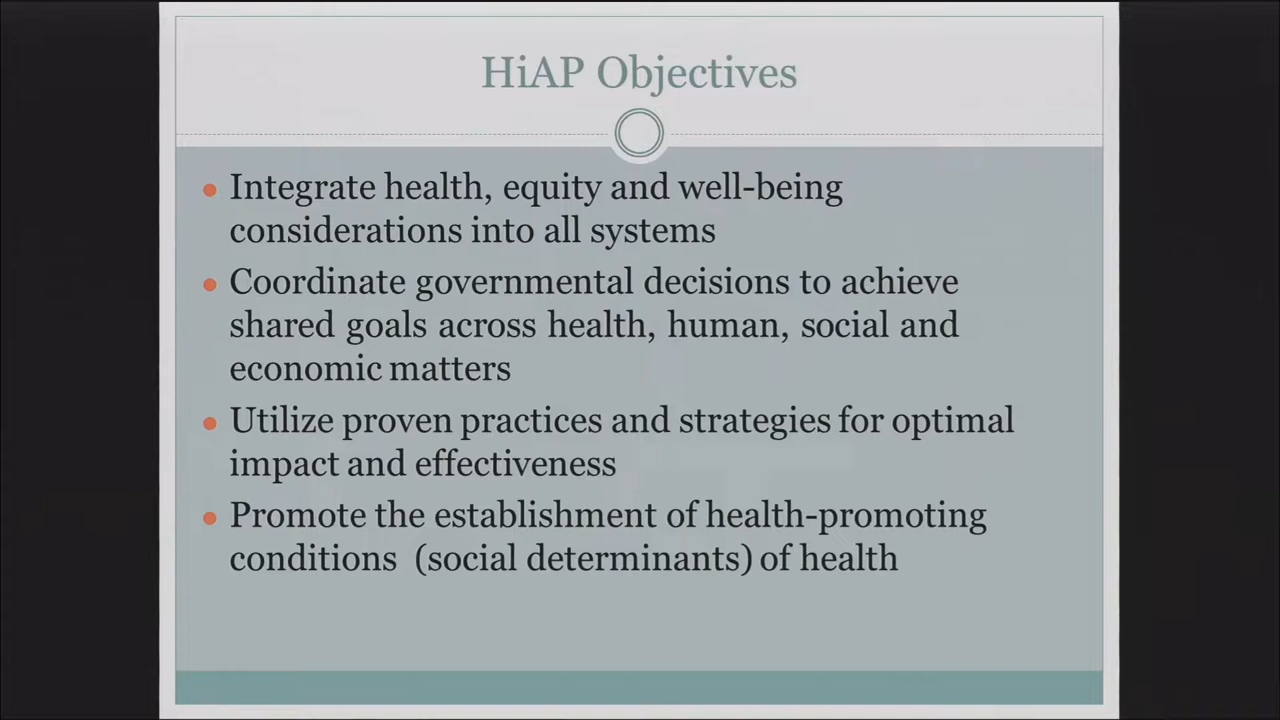 HiAP Objectives
Integrate health, equity and well-being
considerations into all systems
Coordinate governmental decisions to achieve
shared goals across health, human, social and
economic matters
Utilize proven practices and strategies for optimal
impact and effectiveness
Promote the establishment of health-promoting
conditions (social determinants) of health